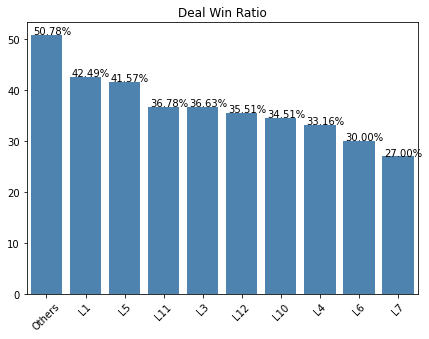 Deal Win Ratio
50.78%
42.49%
41.57%
36.78%
36.63%
35.51%
34.51%
33.16%
30.00%
27.00%
50
40
30
20
10
0
Others
L1
L5
L11
L3
L12
L10
L4
L6
L7